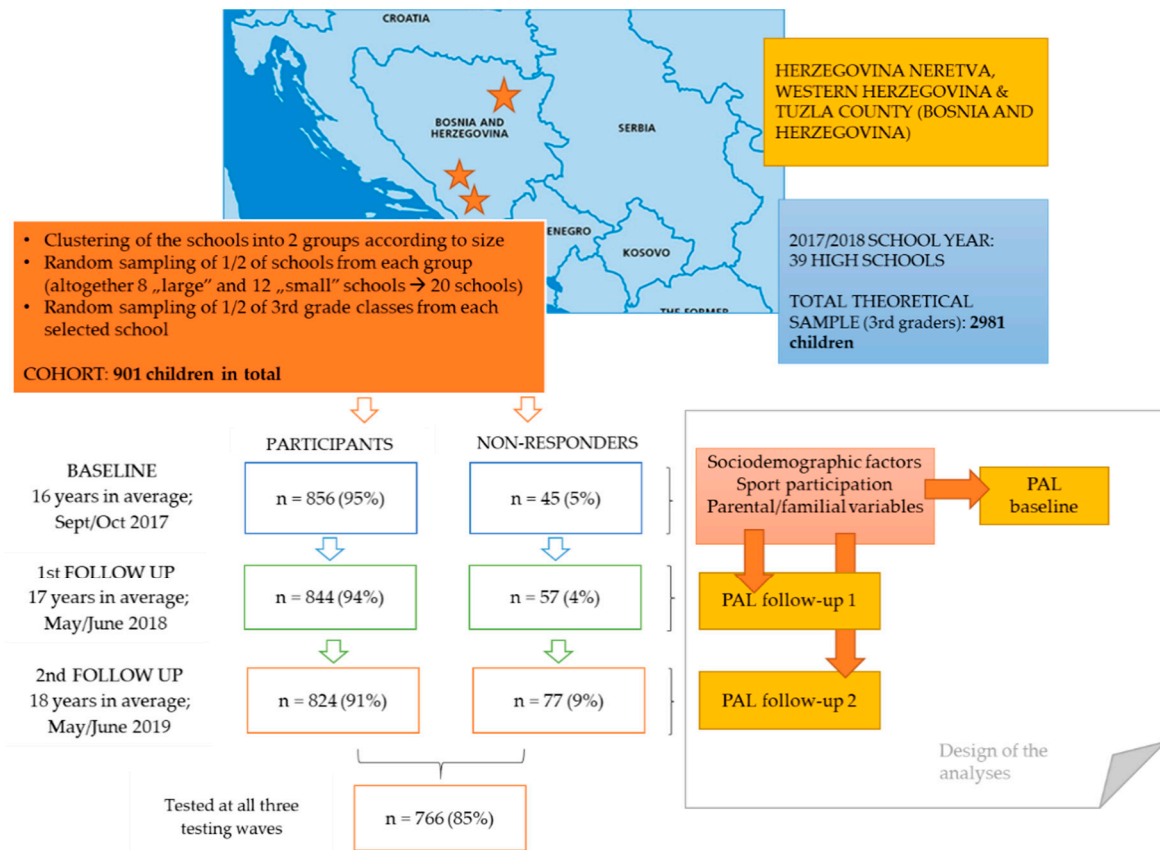 CROATIA
BOSNIA AND
HERZEGOVINA
SERBIA
ENEGRO
KOSOVO
THE FORMER
HERZEGOVINA NERETVA,
WESTERN HERZEGOVINA &
TUZLA COUNTY (BOSNIA AND
HERZEGOVINA)
2017/2018 SCHOOL YEAR:
39 HIGH SCHOOLS
TOTAL THEORETICAL
SAMPLE (3rd graders): 2981
children
• Clustering of the schools into 2 groups according to size
• Random sampling of 1/2 of schools from each group
(altogether 8 „large” and 12 „small” schools → 20 schools)
• Random sampling of 1/2 of 3rd grade classes from each
selected school
COHORT: 901 children in total
PARTICIPANTS
NON-RESPONDERS
BASELINE
16 years in average;
Sept/Oct 2017
n = 856 (95%)
n = 45 (5%)
1st FOLLOW UP
17 years in average;
May/June 2018
n = 844 (94%)
n = 57 (4%)
2nd FOLLOW UP
18 years in average;
May/June 2019
n = 824 (91%)
n = 77 (9%)
Tested at all three
testing waves
n = 766 (85%)
Sociodemographic factors
Sport participation
Parental/familial variables
PAL
baseline
PAL follow-up 1
PAL follow-up 2
Design of the
analyses